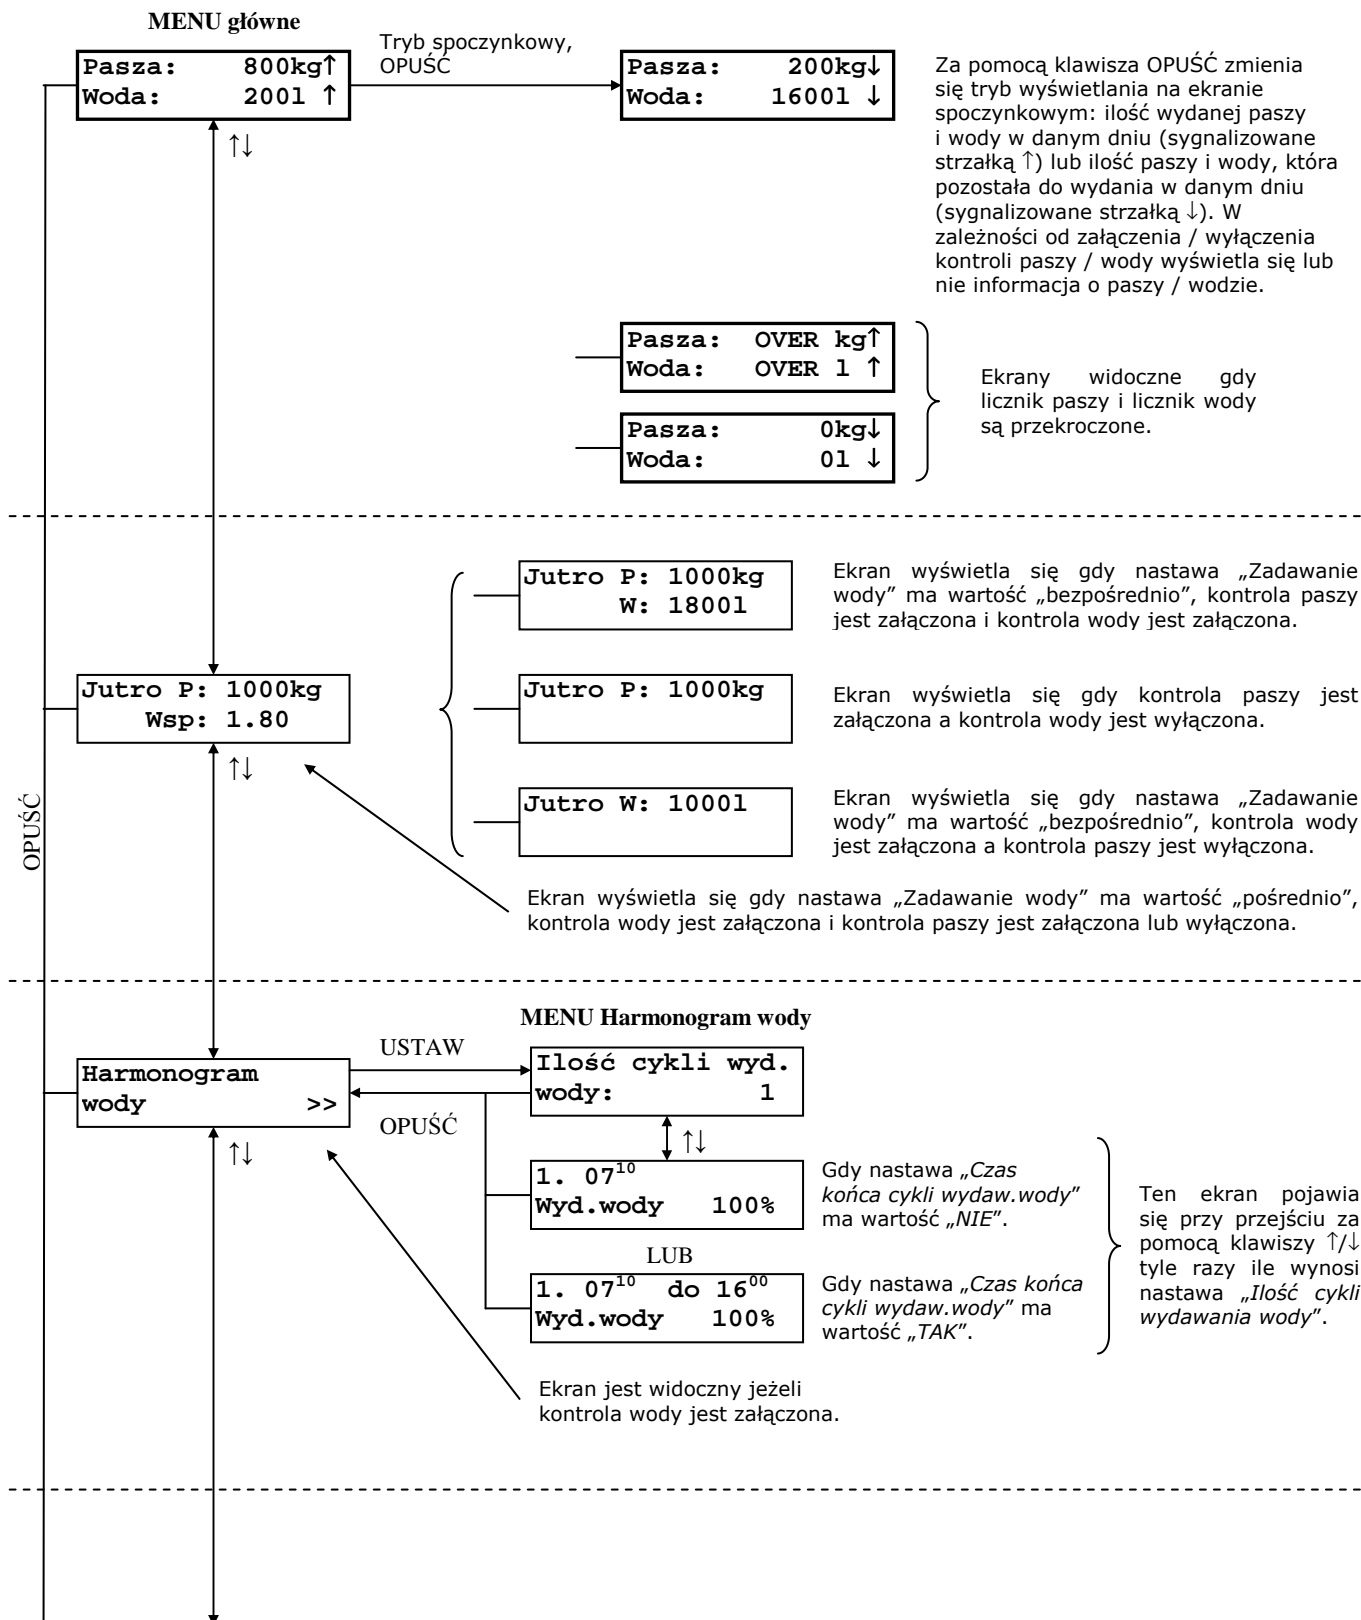 MENU główne
Tryb spoczynkowy,
OPUŚĆ
Pasza: 800kg↑
Woda: 200l ↑
↑↓
Pasza: 200kg↓
Woda: 1600l ↓
Za pomocą klawisza OPUŚĆ zmienia
się tryb wyświetlania na ekranie
spoczynkowym: ilość wydanej paszy
i wody w danym dniu (sygnalizowane
strzałką ↑) lub ilość paszy i wody, która
pozostała do wydania w danym dniu
(sygnalizowane strzałką ↓). W
zależności od załączenia / wyłączenia
kontroli paszy / wody wyświetla się lub
nie informacja o paszy / wodzie.
Pasza: OVER kg↑
Woda: OVER l ↑
Pasza: 0kg↓
Woda: 0l ↓
Ekrany widoczne gdy
licznik paszy i licznik wody
są przekroczone.
Jutro P: 1000kg
W: 1800l
Ekran wyświetla się gdy nastawa „Zadawanie
wody” ma wartość „bezpośrednio”, kontrola paszy
jest załączona i kontrola wody jest załączona.
Jutro P: 1000kg
Wsp: 1.80
↑↓
Jutro P: 1000kg
Ekran wyświetla się gdy kontrola paszy jest
załączona a kontrola wody jest wyłączona.
Jutro W: 1000l
Ekran wyświetla się gdy nastawa „Zadawanie
wody” ma wartość „bezpośrednio”, kontrola wody
jest załączona a kontrola paszy jest wyłączona.
OPUŚĆ
Ekran wyświetla się gdy nastawa „Zadawanie wody” ma wartość „pośrednio”,
kontrola wody jest załączona i kontrola paszy jest załączona lub wyłączona.
MENU Harmonogram wody
Harmonogram
wody >>
↑↓
USTAW
OPUŚĆ
Ilość cykli wyd.
wody: 1
↑↓
1. 07¹⁰
Wyd.wody 100%
Gdy nastawa „Czas
końca cykli wydaw.wody”
ma wartość „NIE”.
LUB
1. 07¹⁰ do 16⁰⁰
Wyd.wody 100%
Gdy nastawa „Czas końca
cykli wydaw.wody” ma
wartość „TAK”.
Ten ekran pojawia
się przy przejściu za
pomocą klawiszy ↑/↓
tyle razy ile wynosi
nastawa „Ilość cykli
wydawania wody”.
Ekran jest widoczny jeżeli
kontrola wody jest załączona.